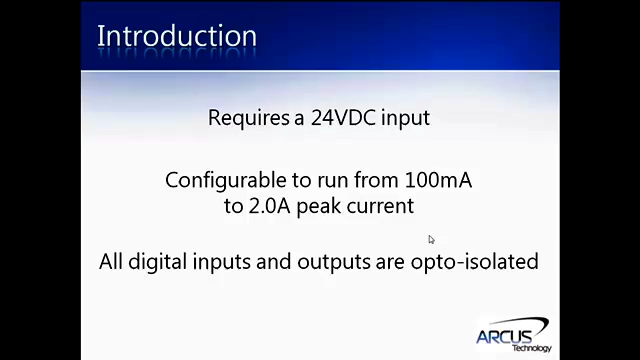 Introduction
Requires a 24VDC input
Configurable to run from 100mA
to 2.0A peak current
All digital inputs and outputs are opto-isolated
ARCUS
Technology